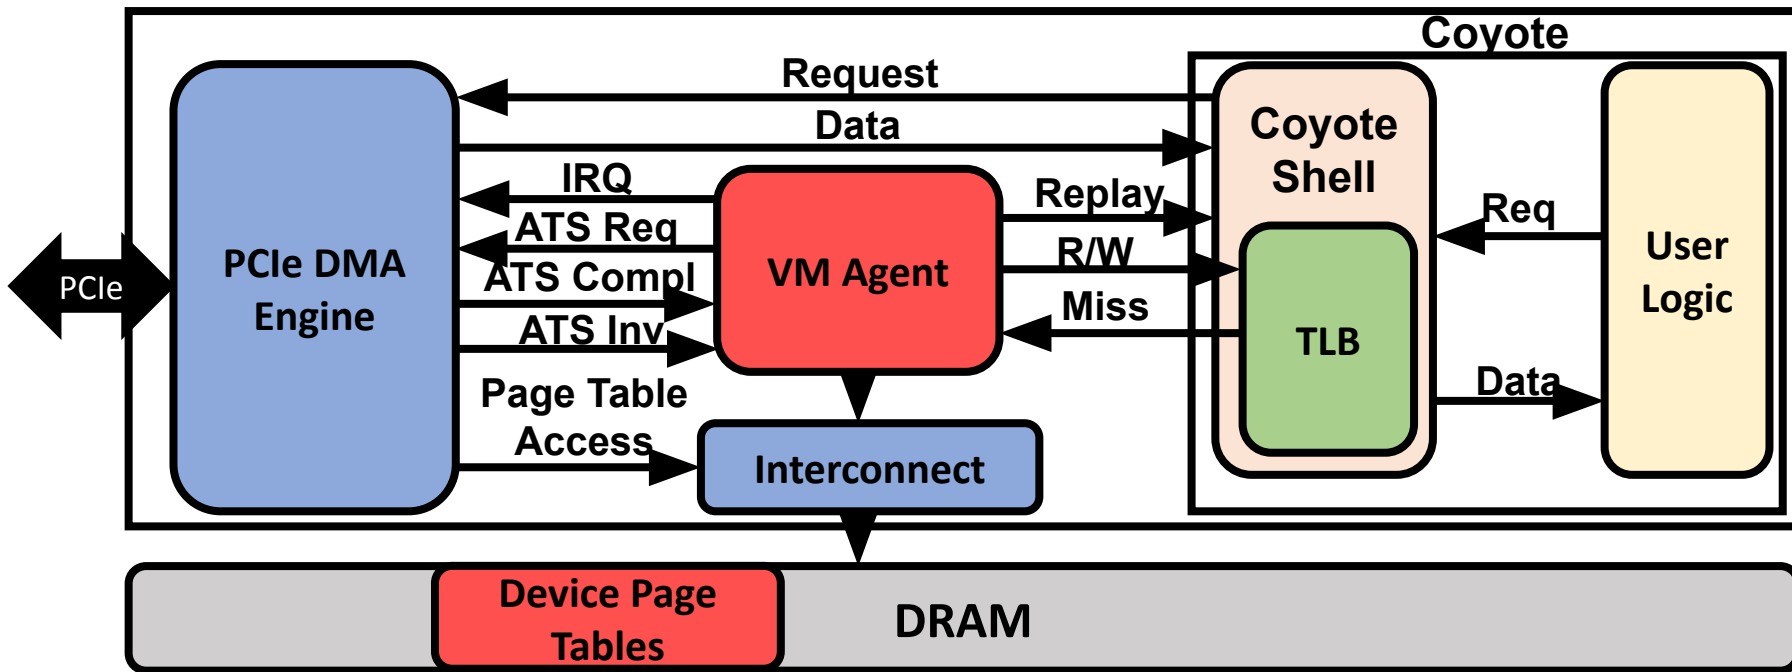 Coyote
Request
Data
IRQ
ATS Req
ATS Compl
ATS Inv
Page Table
Access
PCIe
PCIe DMA
Engine
VM Agent
Interconnect
Replay
R/W
Miss
Coyote
Shell
TLB
Req
Data
User
Logic
Device Page
Tables
DRAM